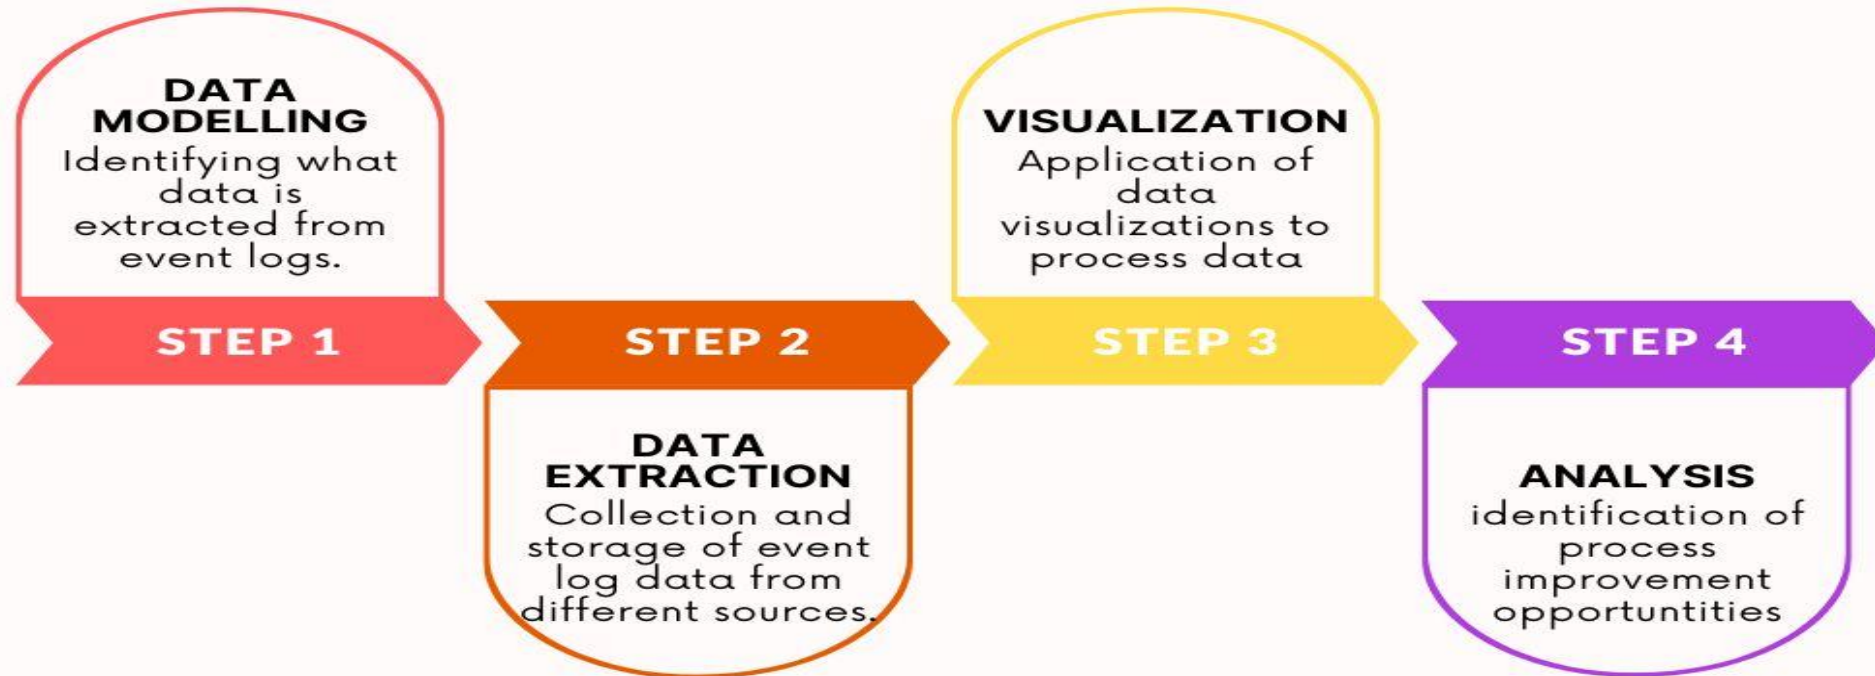 DATA
MODELLING
Identifying what
data is
extracted from
event logs.
STEP 1
STEP 2
DATA
EXTRACTION
Collection and
storage of event
log data from
different sources.
VISUALIZATION
Application of
data
visualizations to
process data
STEP 3
STEP 4
ANALYSIS
identification of
process
improvement
opportuntities